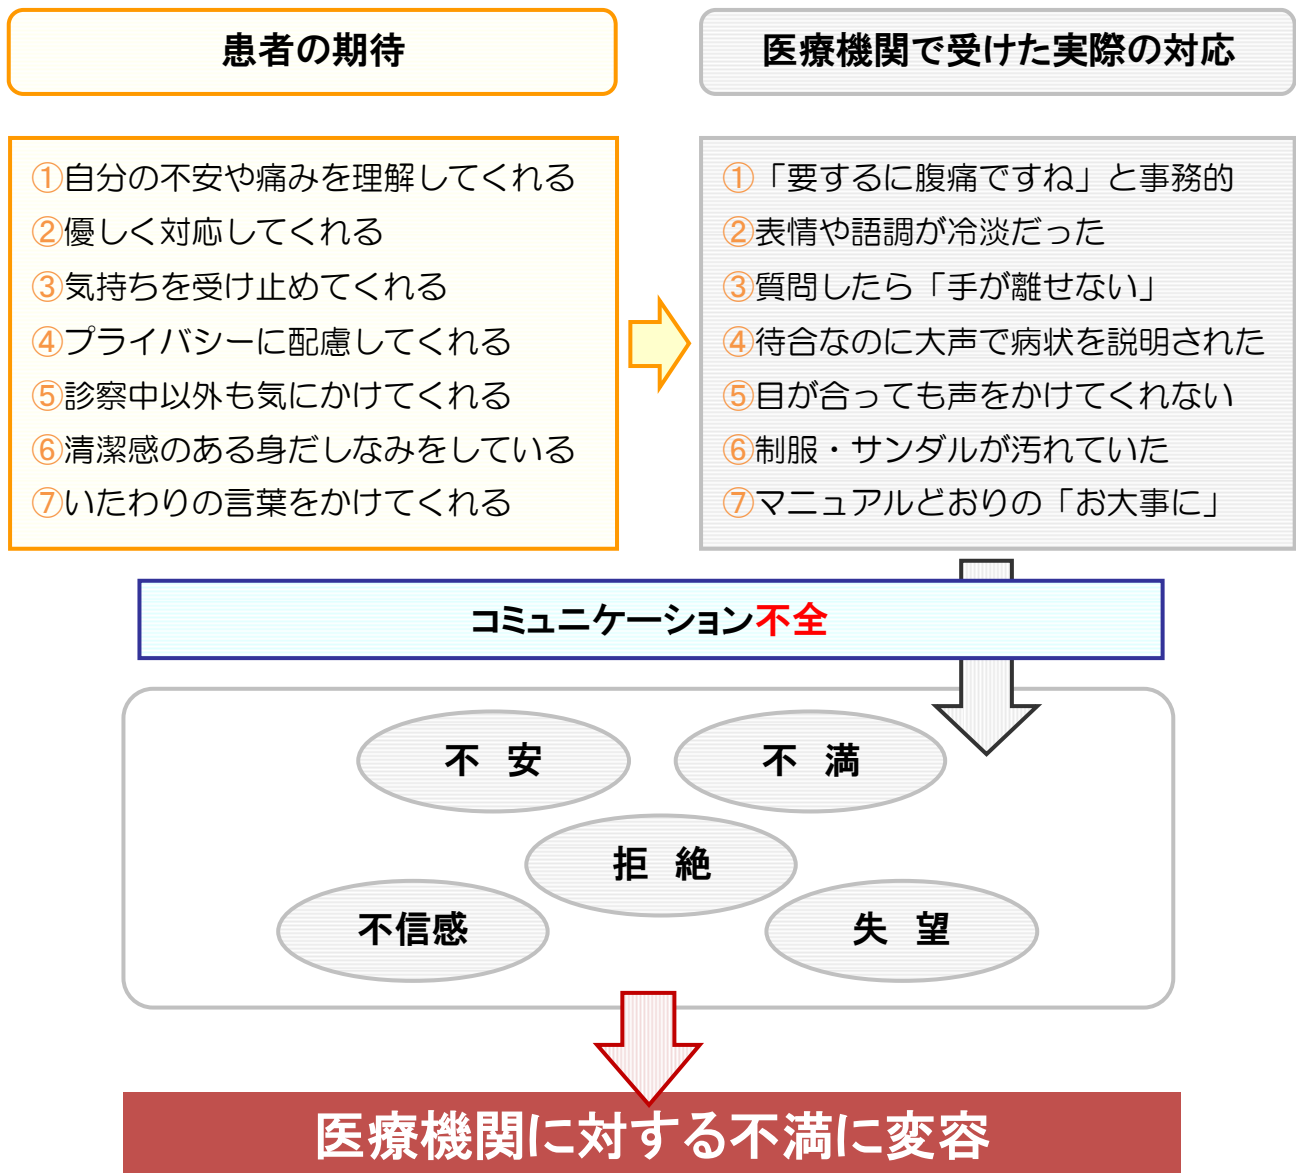 患者の期待
医療機関で受けた実際の対応
①自分の不安や痛みを理解してくれる
②優しく対応してくれる
③気持ちを受け止めてくれる
④プライバシーに配慮してくれる
⑤診察中以外も気にかけてくれる
⑥清潔感のある身だしなみをしている
⑦いたわりの言葉をかけてくれる
①「要するに腹痛ですね」と事務的
②表情や語調が冷淡だった
③質問したら「手が離せない」
④待合なのに大声で病状を説明された
⑤目が合っても声をかけてくれない
⑥制服・サンダルが汚れていた
⑦マニュアルどおりの「お大事に」
コミュニケーション不全
不 安
不 満
拒 絶
不信感
失 望
医療機関に対する不満に変容